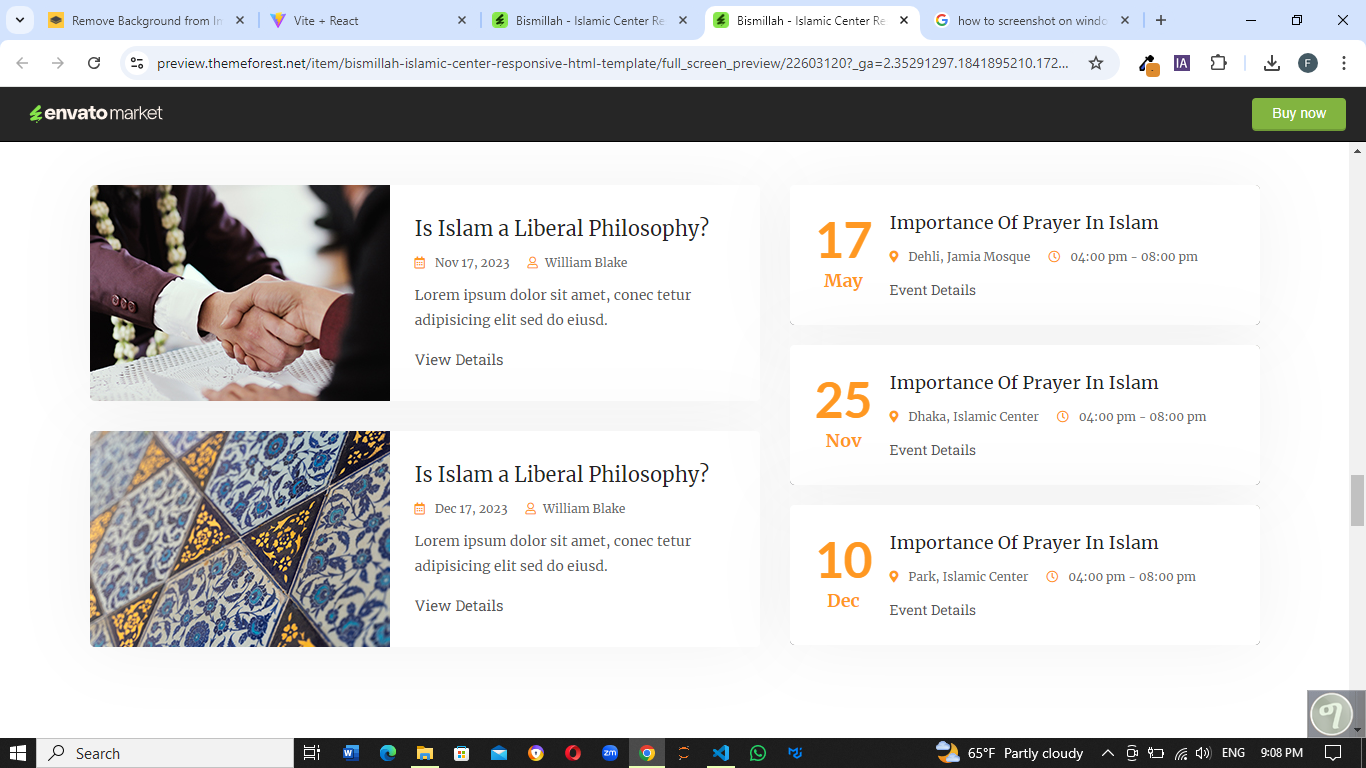 Remove Background from Im
Vite + React
Bismillah - Islamic Center Re
Bismillah - Islamic Center Re
how to screenshot on windo
preview.themeforest.net/item/bismillah-islamic-center-responsive-html-template/full_screen_preview/22603120?_ga=2.35291297.1841895210.172...
IA
F
envato market
Buy now
Is Islam a Liberal Philosophy?
Nov 17, 2023 William Blake
Lorem ipsum dolor sit amet, conec tetur
adipisicing elit sed do eiusd.
View Details
Is Islam a Liberal Philosophy?
Dec 17, 2023 William Blake
Lorem ipsum dolor sit amet, conec tetur
adipisicing elit sed do eiusd.
View Details
17
May
Importance Of Prayer In Islam
Dehli, Jamia Mosque 04:00 pm - 08:00 pm
Event Details
25
Nov
Importance Of Prayer In Islam
Dhaka, Islamic Center 04:00 pm - 08:00 pm
Event Details
10
Dec
Importance Of Prayer In Islam
Park, Islamic Center 04:00 pm - 08:00 pm
Event Details
Search
W
zm
65°F Partly cloudy
ENG
9:08 PM